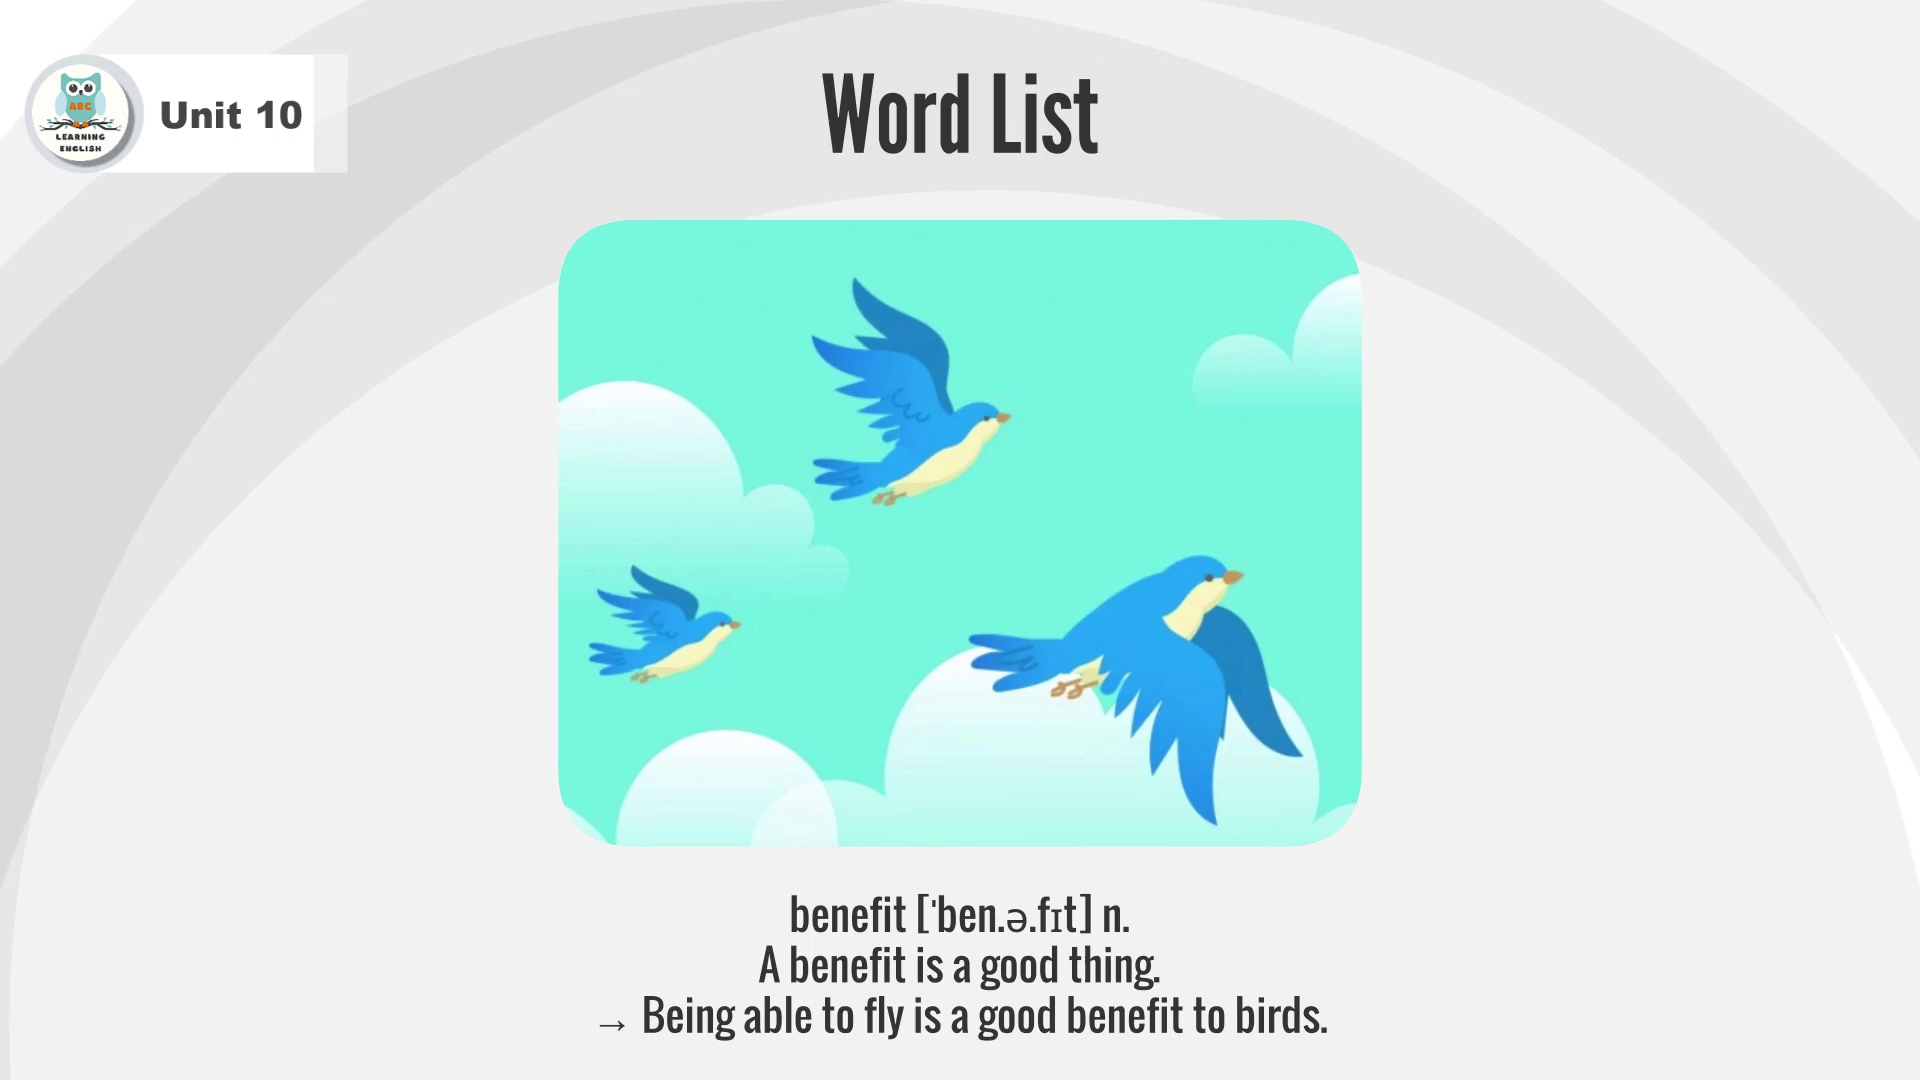 ABC
LEARNING
ENGLISH
Unit 10
Word List
benefit [ˈben.ə.fɪt] n.
A benefit is a good thing.
→ Being able to fly is a good benefit to birds.